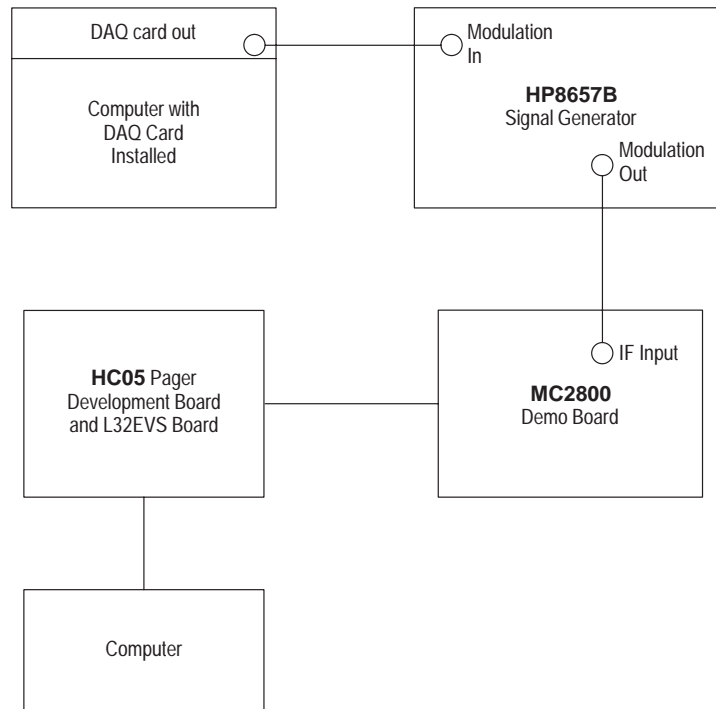 DAQ card out
Computer with
DAQ Card
Installed
Modulation
In
HP8657B
Signal Generator
Modulation
Out
HC05 Pager
Development Board
and L32EVS Board
IF Input
MC2800
Demo Board
Computer